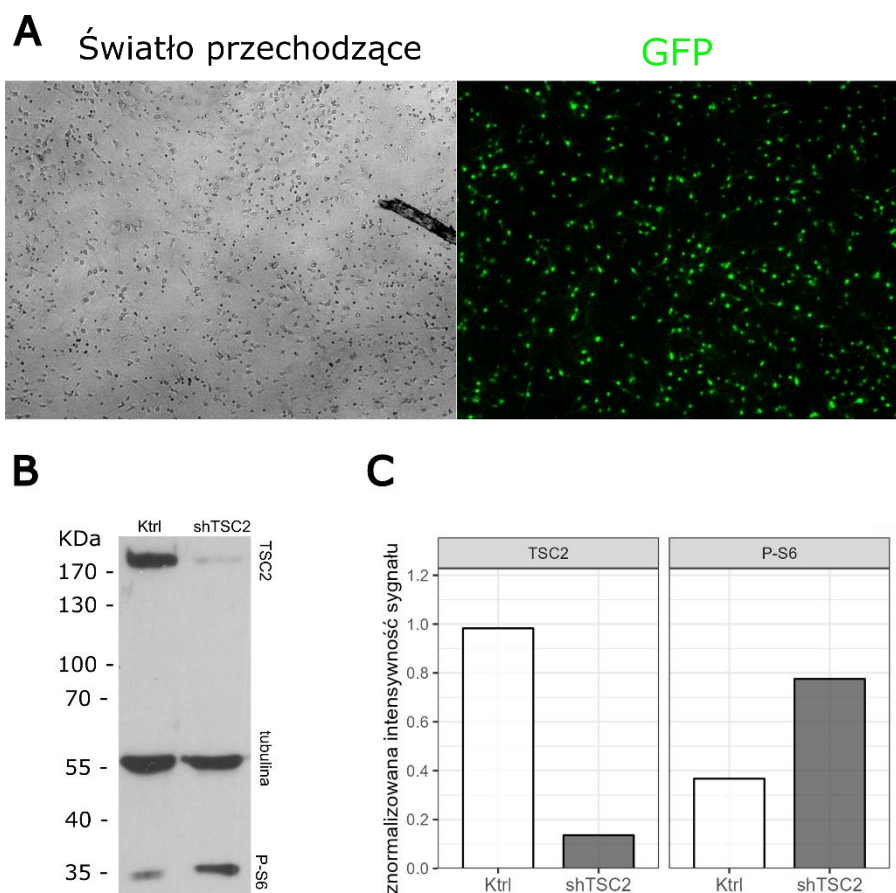 A
Światło przechodzące
GFP
B
Ktrl shTSC2
KDa
170 -
130 -
100 -
70 -
55 -
40 -
35 -
TSC2
tubulina
P-S6
C
znormalizowana intensywność sygnału
TSC2
P-S6
1.2
1.0
0.8
0.6
0.4
0.2
0.0
Ktrl shTSC2
Ktrl shTSC2